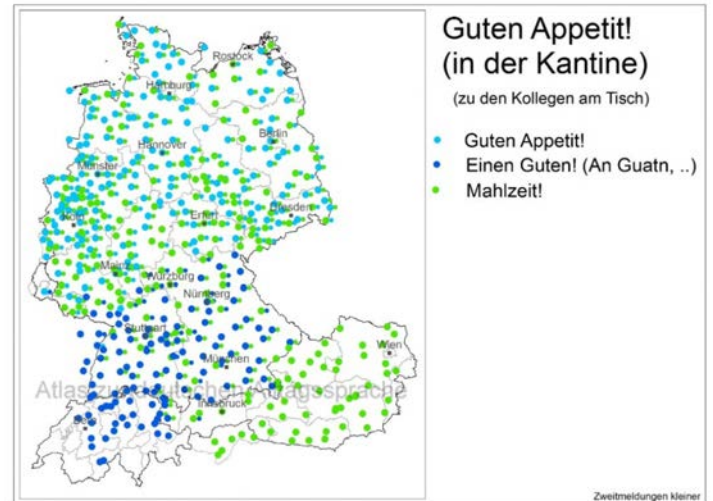 Guten Appetit!
(in der Kantine)
(zu den Kollegen am Tisch)
Guten Appetit!
Einen Guten! (An Guatn, ..)
Mahlzeit!
Rostock
Hamburg
Berlin
Hannover
Münster
Dresden
Köln
Erfurt
Mainz
Würzburg
Nürnberg
Stuttgart
Wien
München
Atlas zur deutschen Alltagssprache
Innsbruck
Bern
Zweitmeldungen kleiner